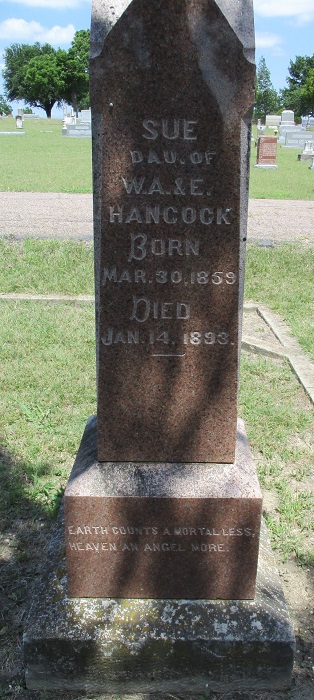 SUE
DAU. OF
W.A. & E.
HANCOCK
BORN
MAR. 30, 1859
DIED
JAN. 14, 1893.
EARTH COUNTS A MORTAL LESS,
HEAVEN AN ANGEL MORE.